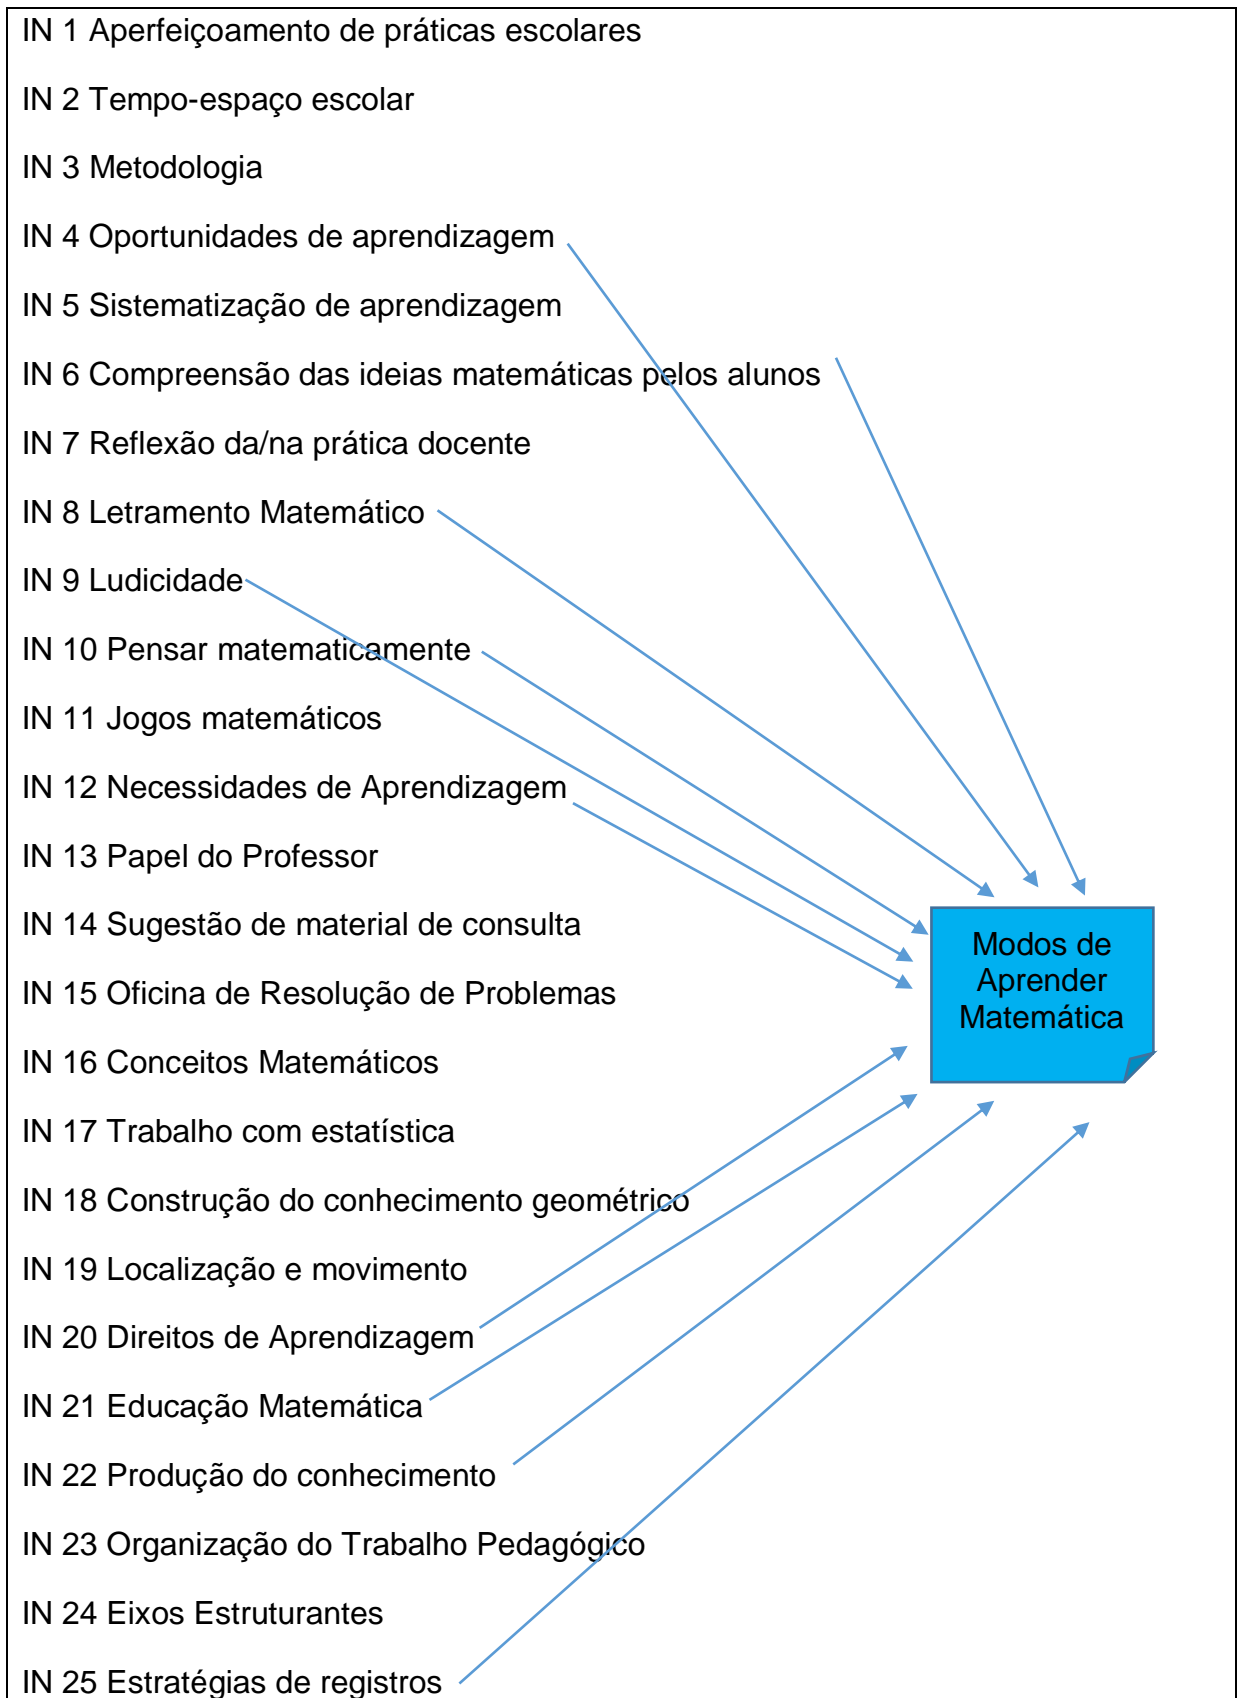 IN 1 Aperfeiçoamento de práticas escolares
IN 2 Tempo-espaço escolar
IN 3 Metodologia
IN 4 Oportunidades de aprendizagem
IN 5 Sistematização de aprendizagem
IN 6 Compreensão das ideias matemáticas pelos alunos
IN 7 Reflexão da/na prática docente
IN 8 Letramento Matemático
IN 9 Ludicidade
IN 10 Pensar matematicamente
IN 11 Jogos matemáticos
IN 12 Necessidades de Aprendizagem
IN 13 Papel do Professor
IN 14 Sugestão de material de consulta
IN 15 Oficina de Resolução de Problemas
IN 16 Conceitos Matemáticos
IN 17 Trabalho com estatística
IN 18 Construção do conhecimento geométrico
IN 19 Localização e movimento
IN 20 Direitos de Aprendizagem
IN 21 Educação Matemática
IN 22 Produção do conhecimento
IN 23 Organização do Trabalho Pedagógico
IN 24 Eixos Estruturantes
IN 25 Estratégias de registros
Modos de
Aprender
Matemática